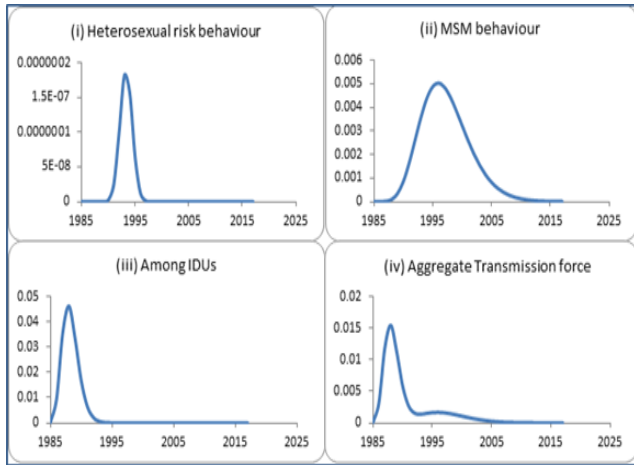 (i) Heterosexual risk behaviour
0.0000002
1.5E-07
0.0000001
5E-08
0
1985 1995 2005 2015 2025
(ii) MSM behaviour
0.006
0.005
0.004
0.003
0.002
0.001
0
1985 1995 2005 2015 2025
(iii) Among IDUs
0.05
0.04
0.03
0.02
0.01
0
1985 1995 2005 2015 2025
(iv) Aggregate Transmission force
0.02
0.015
0.01
0.005
0
1985 1995 2005 2015 2025